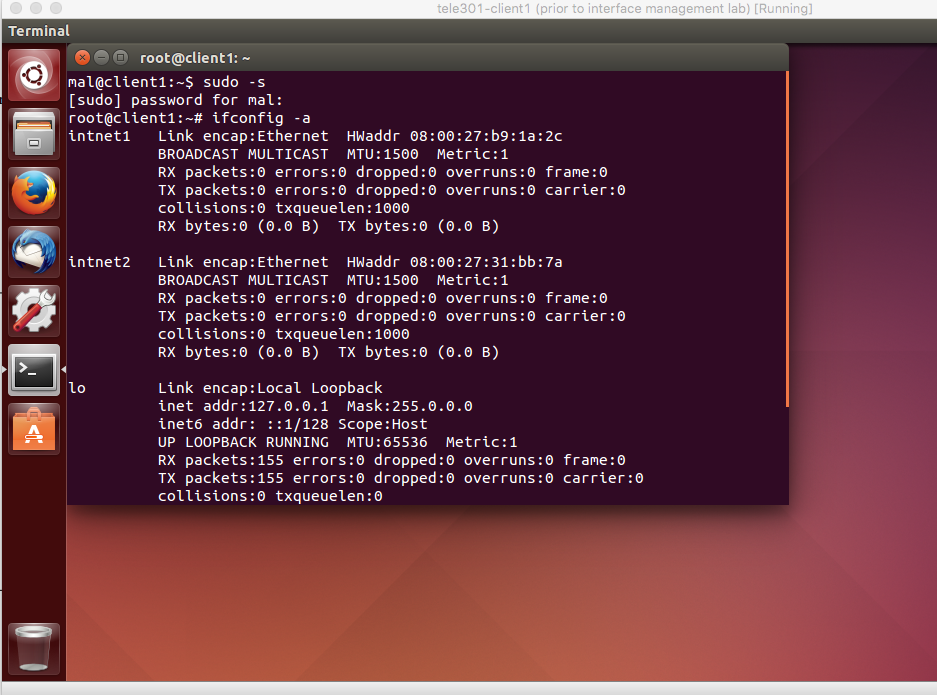 tele301-client1 (prior to interface management lab) [Running]
Terminal
root@client1: ~
mal@client1:~$ sudo -s
[sudo] password for mal:
root@client1:~# ifconfig -a
intnet1   Link encap:Ethernet  HWaddr 08:00:27:b9:1a:2c
          BROADCAST MULTICAST  MTU:1500  Metric:1
          RX packets:0 errors:0 dropped:0 overruns:0 frame:0
          TX packets:0 errors:0 dropped:0 overruns:0 carrier:0
          collisions:0 txqueuelen:1000
          RX bytes:0 (0.0 B)  TX bytes:0 (0.0 B)

intnet2   Link encap:Ethernet  HWaddr 08:00:27:31:bb:7a
          BROADCAST MULTICAST  MTU:1500  Metric:1
          RX packets:0 errors:0 dropped:0 overruns:0 frame:0
          TX packets:0 errors:0 dropped:0 overruns:0 carrier:0
          collisions:0 txqueuelen:1000
          RX bytes:0 (0.0 B)  TX bytes:0 (0.0 B)

lo        Link encap:Local Loopback
          inet addr:127.0.0.1  Mask:255.0.0.0
          inet6 addr: ::1/128 Scope:Host
          UP LOOPBACK RUNNING  MTU:65536  Metric:1
          RX packets:155 errors:0 dropped:0 overruns:0 frame:0
          TX packets:155 errors:0 dropped:0 overruns:0 carrier:0
          collisions:0 txqueuelen:0